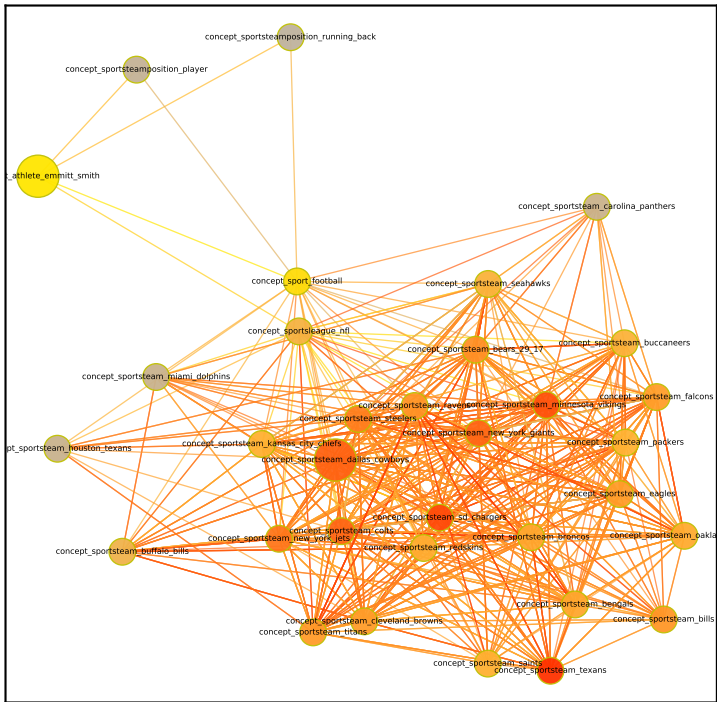 concept_sportsteamposition_running_back
concept_sportsteamposition_player
t_athlete_emmitt_smith
concept_sportsteam_carolina_panthers
concept_sport_football
concept_sportsteam_seahawks
concept_sportsleague_nfl
concept_sportsteam_buccaneers
concept_sportsteam_bears_29_17
concept_sportsteam_miami_dolphins
concept_sportsteam_falcons
concept_sportsteam_ravens
concept_sportsteam_minnesota_vikings
concept_sportsteam_steelers
concept_sportsteam_new_york_giants
concept_sportsteam_kansas_city_chiefs
concept_sportsteam_packers
pt_sportsteam_houston_texans
concept_sportsteam_dallas_cowboys
concept_sportsteam_eagles
concept_sportsteam_sd_chargers
concept_sportsteam_colts
concept_sportsteam_oakla
concept_sportsteam_new_york_jets
concept_sportsteam_broncos
concept_sportsteam_redskins
concept_sportsteam_buffalo_bills
concept_sportsteam_bengals
concept_sportsteam_bills
concept_sportsteam_cleveland_browns
concept_sportsteam_titans
concept_sportsteam_saints
concept_sportsteam_texans